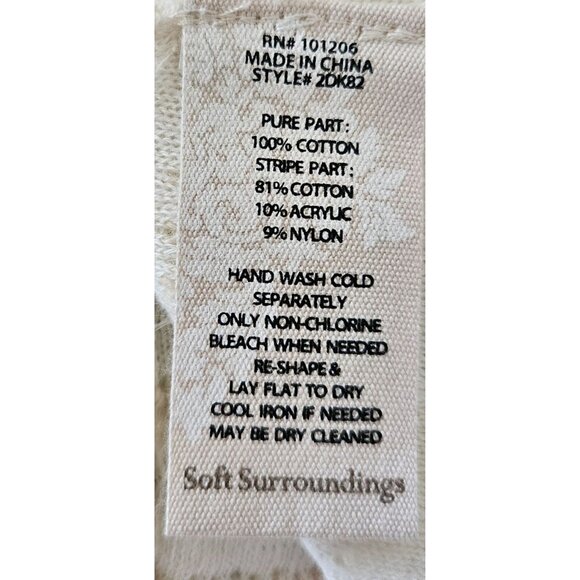 RN# 101206
MADE IN CHINA
STYLE# 2DK82
PURE PART:
100% COTTON
STRIPE PART:
81% COTTON
10% ACRYLIC
9% NYLON
HAND WASH COLD
SEPARATELY
ONLY NON-CHLORINE
BLEACH WHEN NEEDED
RE-SHAPE &
LAY FLAT TO DRY
COOL IRON IF NEEDED
MAY BE DRY CLEANED
Soft Surroundings